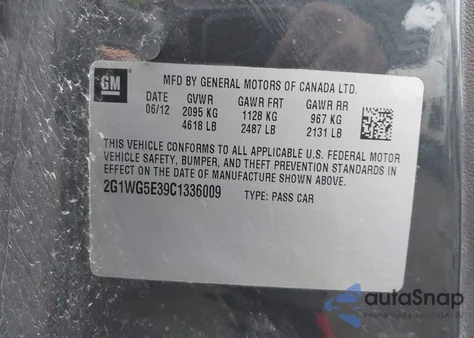 GM
MFD BY GENERAL MOTORS OF CANADA LTD.
DATE GVWR GAWR FRT GAWR RR
06/12 2095 KG 1128 KG 967 KG
4618 LB 2487 LB 2131 LB
THIS VEHICLE CONFORMS TO ALL APPLICABLE U.S. FEDERAL MOTOR
VEHICLE SAFETY, BUMPER, AND THEFT PREVENTION STANDARDS IN
EFFECT ON THE DATE OF MANUFACTURE SHOWN ABOVE.
2G1WG5E39C1336009 TYPE: PASS CAR
autoSnap